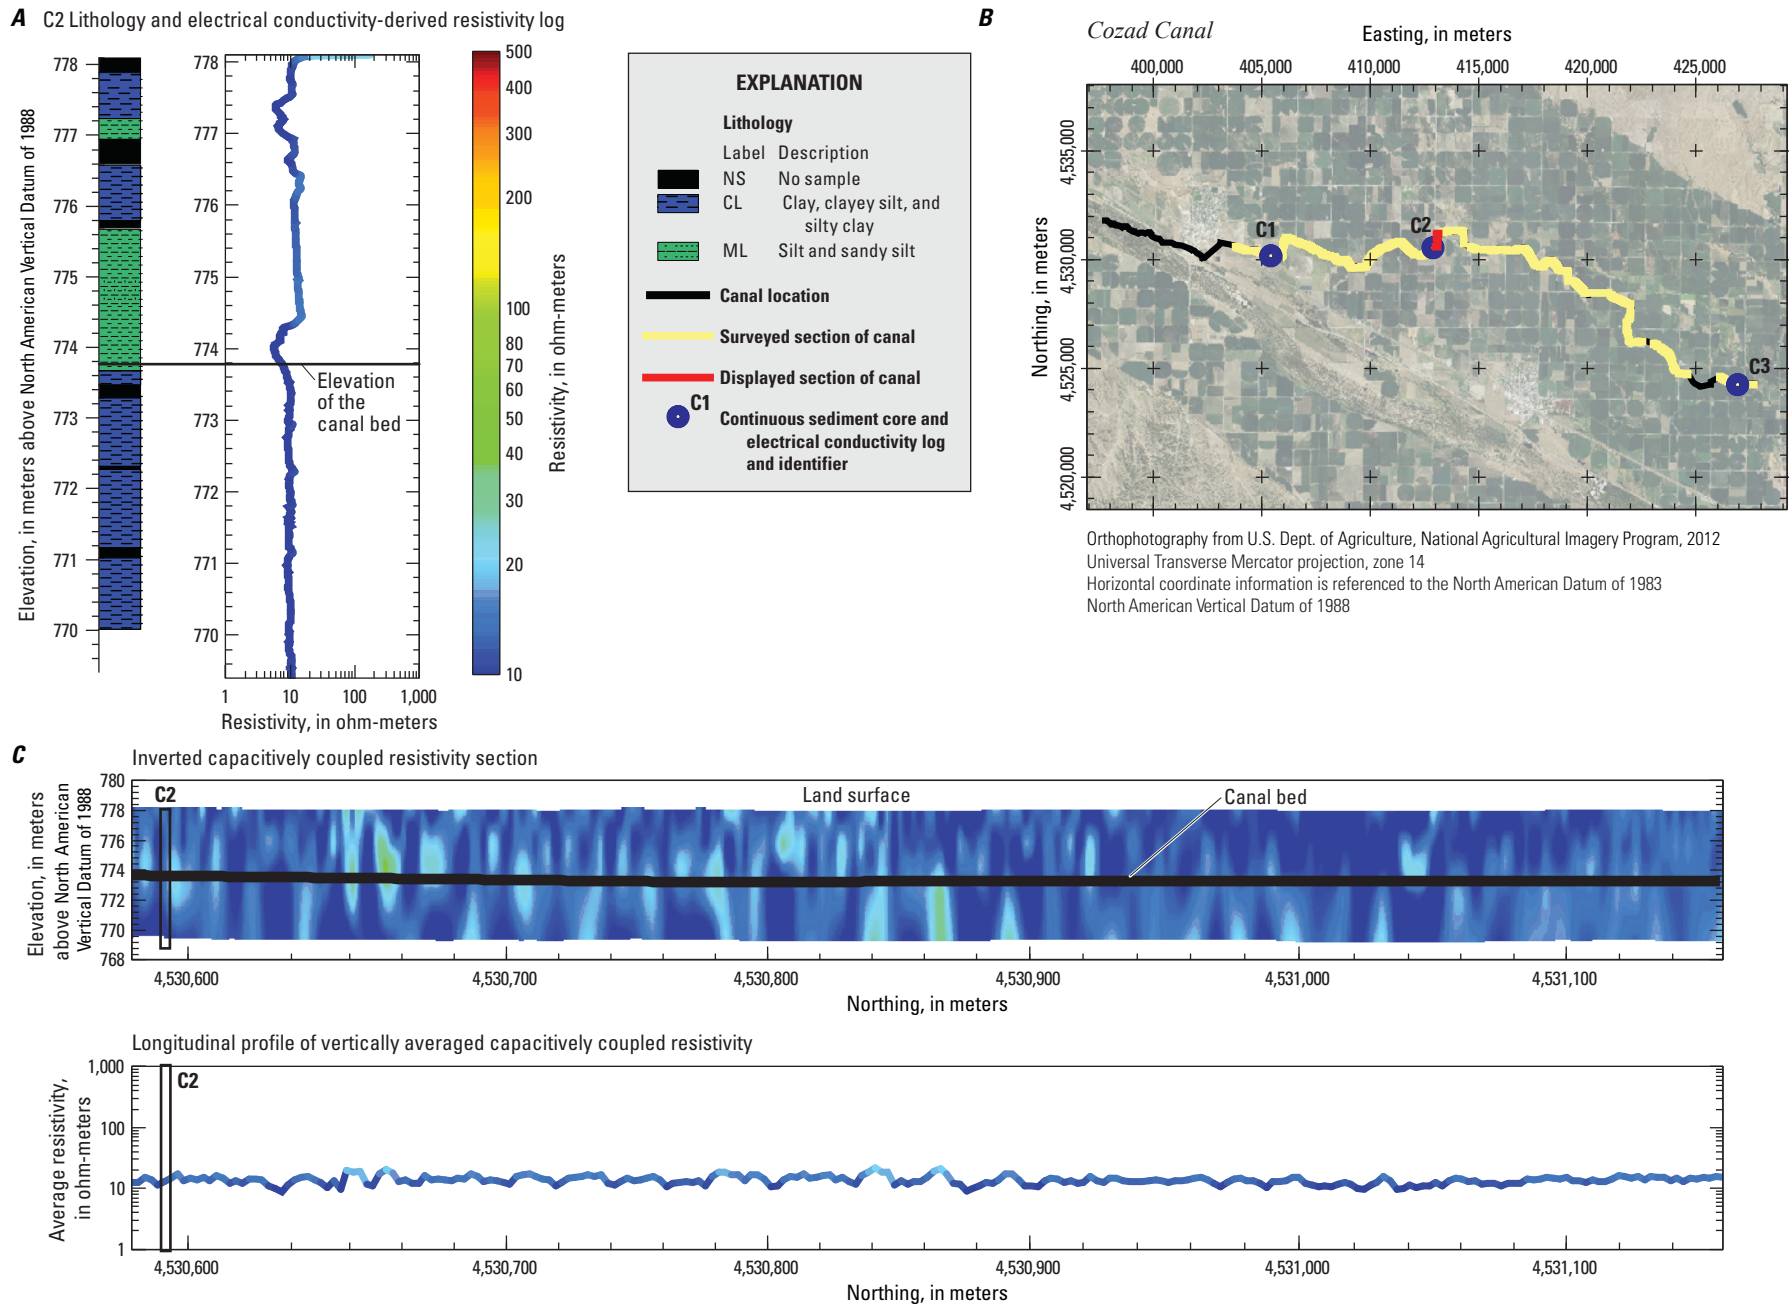 A C2 Lithology and electrical conductivity-derived resistivity log
Elevation, in meters above North American Vertical Datum of 1988
778
777
776
775
774
773
772
771
770
778
777
776
775
774
773
772
771
770
Elevation
of the
canal bed
1 10 100 1,000
Resistivity, in ohm-meters
500
400
300
200
100
80
70
60
50
40
30
20
10
Resistivity, in ohm-meters
EXPLANATION
Lithology
Label Description
NS No sample
CL Clay, clayey silt, and
silty clay
ML Silt and sandy silt
Canal location
Surveyed section of canal
Displayed section of canal
C1 Continuous sediment core and
electrical conductivity log
and identifier
B
Cozad Canal
Easting, in meters
400,000 405,000 410,000 415,000 420,000 425,000
Northing, in meters
4,535,000
4,530,000
4,525,000
4,520,000
C1
C2
C3
Orthophotography from U.S. Dept. of Agriculture, National Agricultural Imagery Program, 2012
Universal Transverse Mercator projection, zone 14
Horizontal coordinate information is referenced to the North American Datum of 1983
North American Vertical Datum of 1988
C Inverted capacitively coupled resistivity section
Elevation, in meters
above North American
Vertical Datum of 1988
780
778
776
774
772
770
768
C2
Land surface
Canal bed
4,530,600 4,530,700 4,530,800 4,530,900 4,531,000 4,531,100
Northing, in meters
Longitudinal profile of vertically averaged capacitively coupled resistivity
Average resistivity,
in ohm-meters
1,000
100
10
1
C2
4,530,600 4,530,700 4,530,800 4,530,900 4,531,000 4,531,100
Northing, in meters